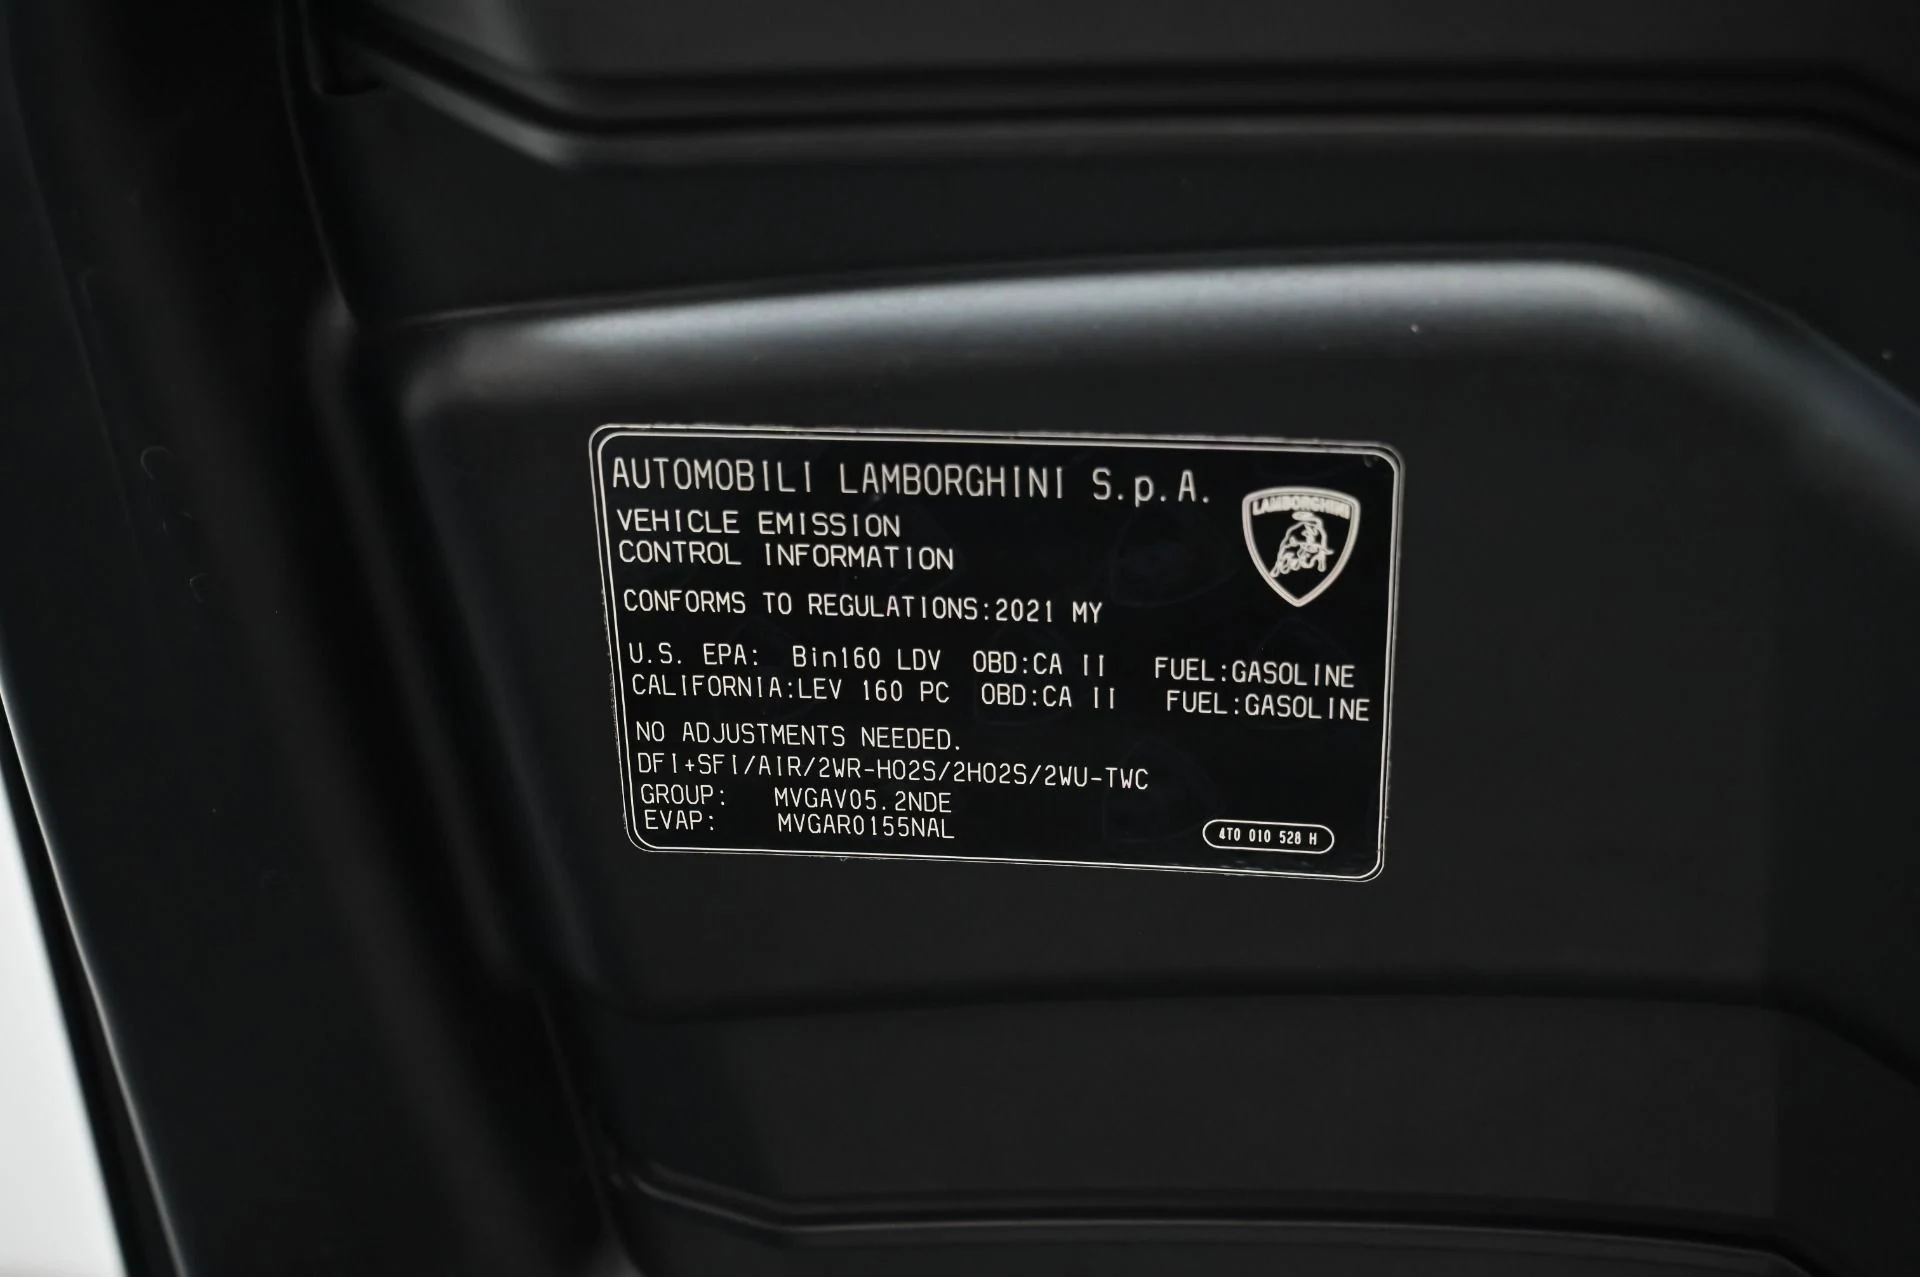 AUTOMOBILI LAMBORGHINI S.p.A.
LAMBORGHINI
VEHICLE EMISSION
CONTROL INFORMATION
CONFORMS TO REGULATIONS:2021 MY
U.S. EPA: Bin160 LDV OBD:CA II FUEL:GASOLINE
CALIFORNIA:LEV 160 PC OBD:CA II FUEL:GASOLINE
NO ADJUSTMENTS NEEDED.
DFI+SFI/AIR/2WR-HO2S/2HO2S/2WU-TWC
GROUP: MVGAV05.2NDE
EVAP: MVGAR0155NAL
4T0 010 528 H